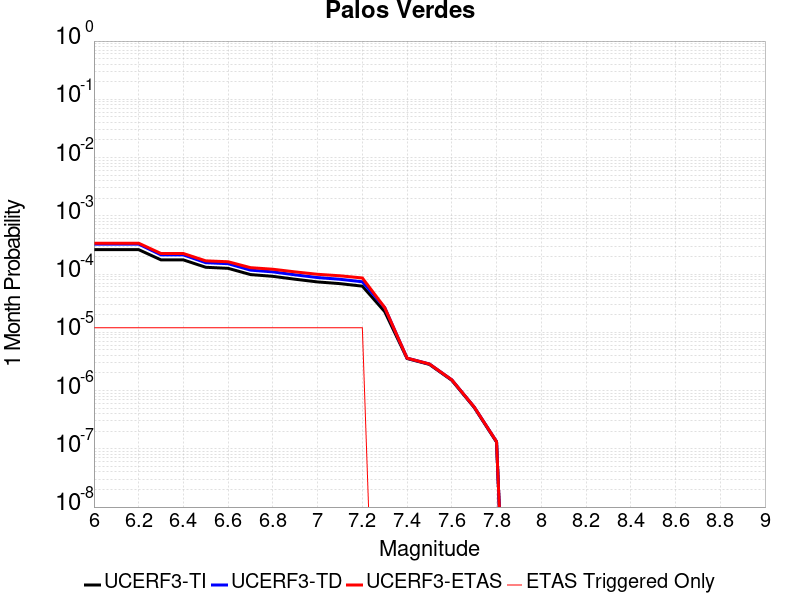 Palos Verdes
10^0
10^-1
10^-2
10^-3
10^-4
10^-5
10^-6
10^-7
10^-8
1 Month Probability
6 6.2 6.4 6.6 6.8 7 7.2 7.4 7.6 7.8 8 8.2 8.4 8.6 8.8 9
Magnitude
UCERF3-TI UCERF3-TD UCERF3-ETAS ETAS Triggered Only